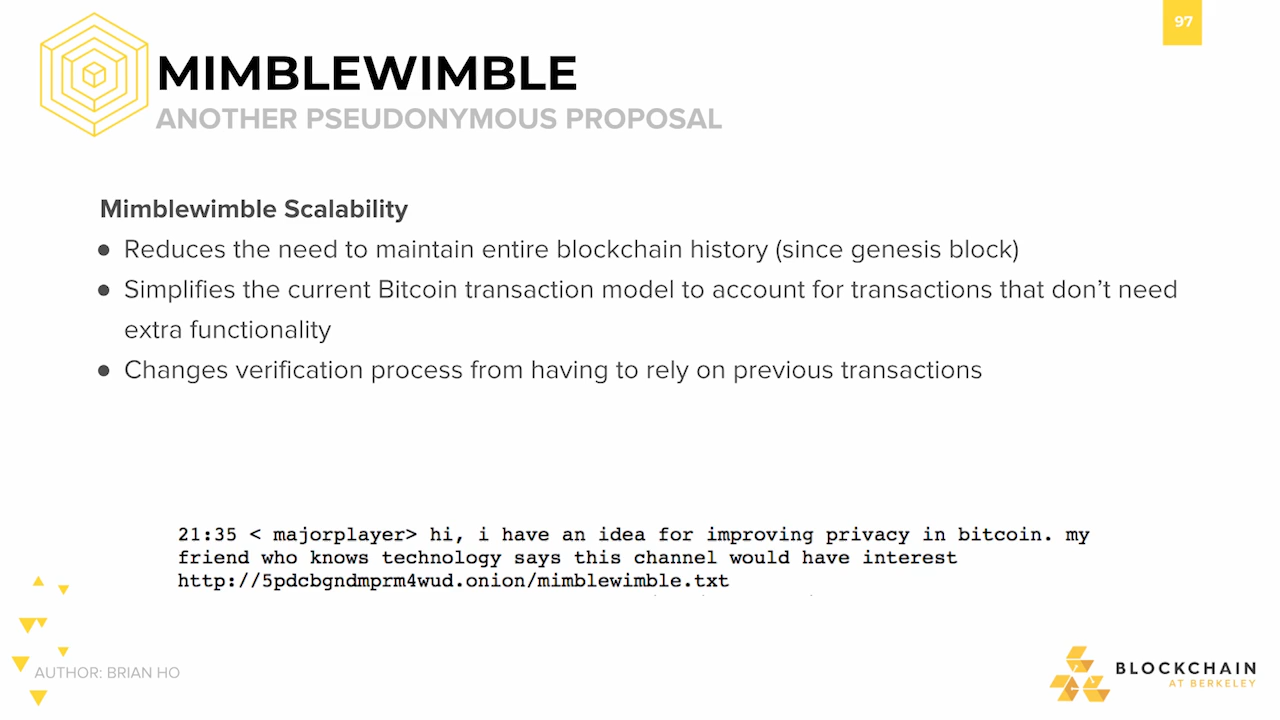 97
MIMBLEWIMBLE
ANOTHER PSEUDONYMOUS PROPOSAL
Mimblewimble Scalability
● Reduces the need to maintain entire blockchain history (since genesis block)
● Simplifies the current Bitcoin transaction model to account for transactions that don’t need
extra functionality
● Changes verification process from having to rely on previous transactions
21:35 < majorplayer> hi, i have an idea for improving privacy in bitcoin. my
friend who knows technology says this channel would have interest
http://5pdcbgndmprm4wud.onion/mimblewimble.txt
AUTHOR: BRIAN HO
BLOCKCHAIN
AT BERKELEY